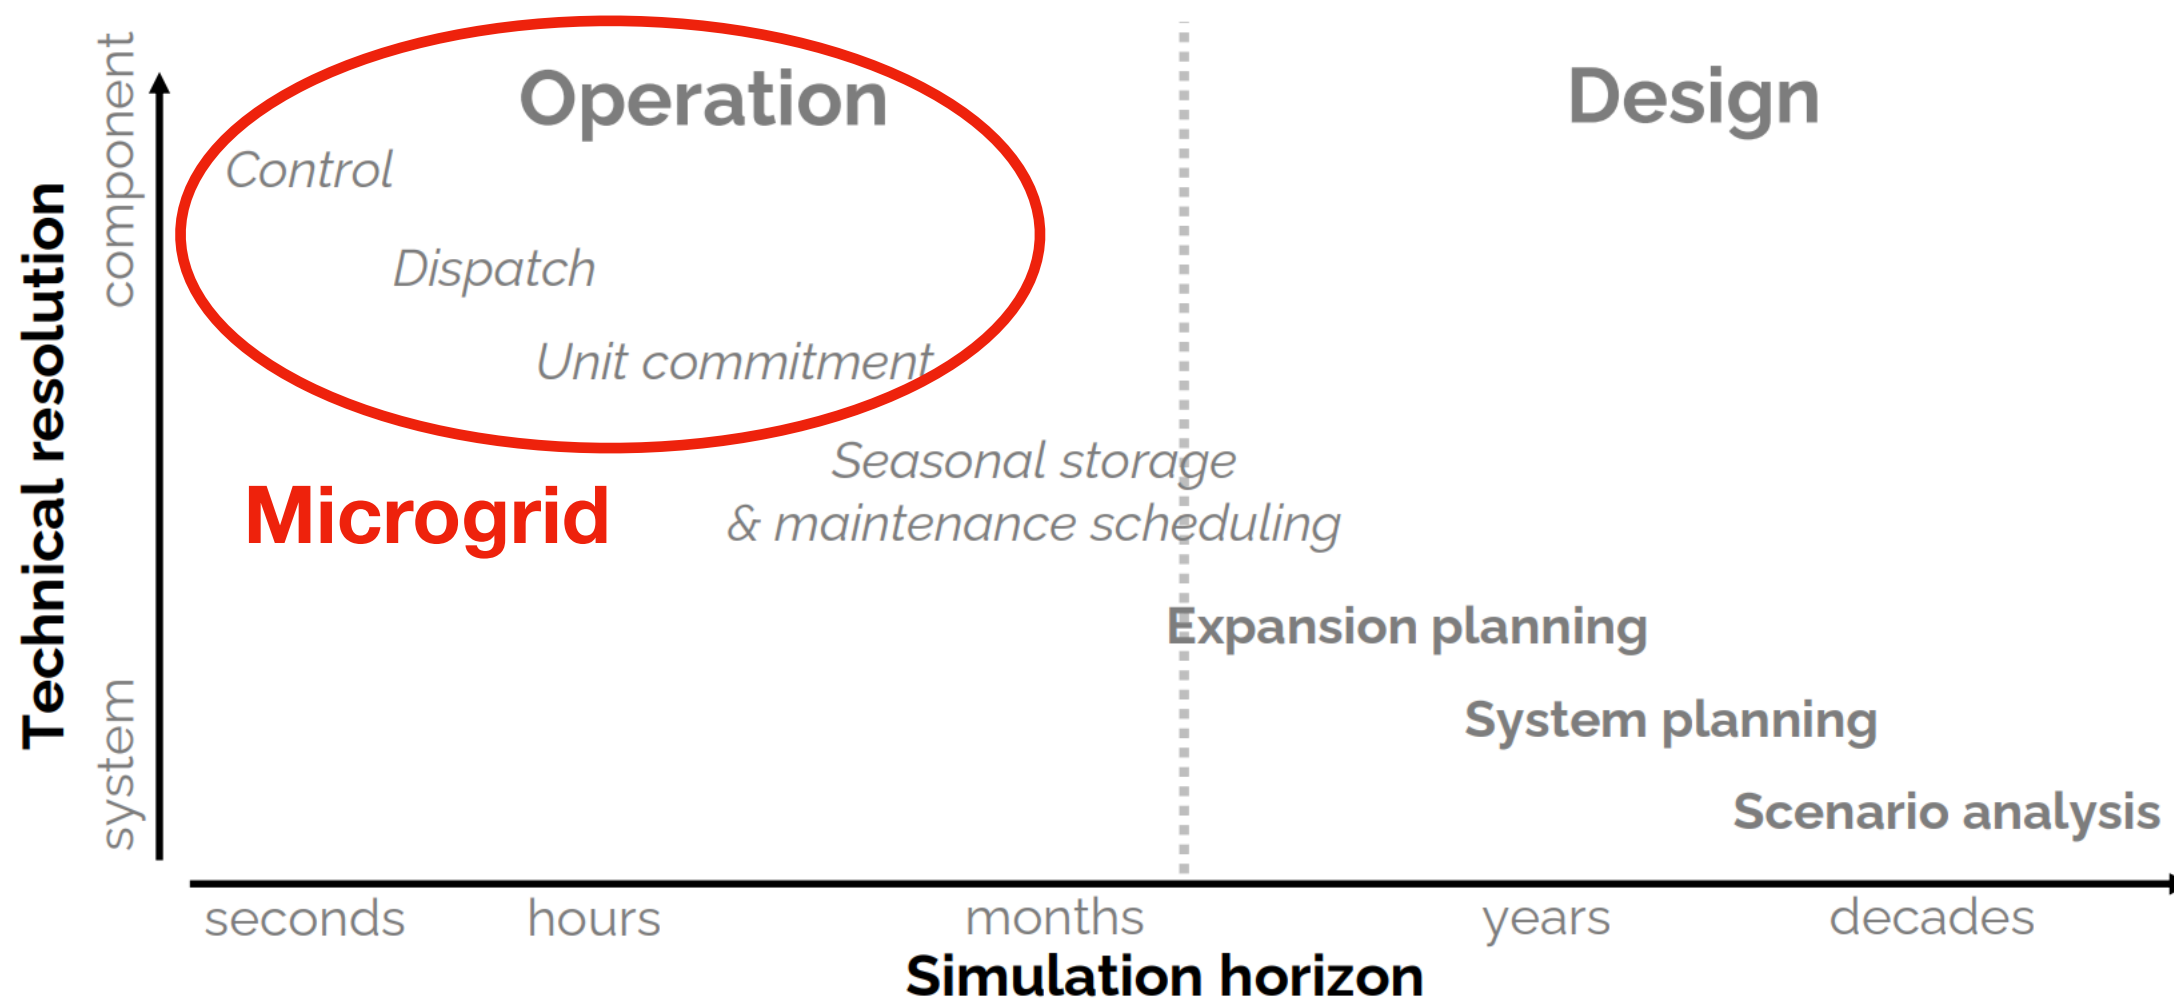 Operation
Design
Control
Dispatch
Unit commitment
Microgrid
Seasonal storage
& maintenance scheduling
Expansion planning
System planning
Scenario analysis
Technical resolution
component
system
seconds
hours
months
years
decades
Simulation horizon